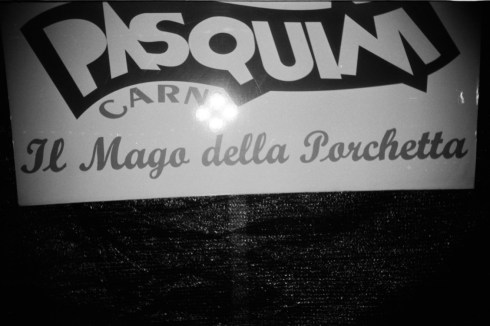 PASQUIM
CARN
Il Mago della Porchetta